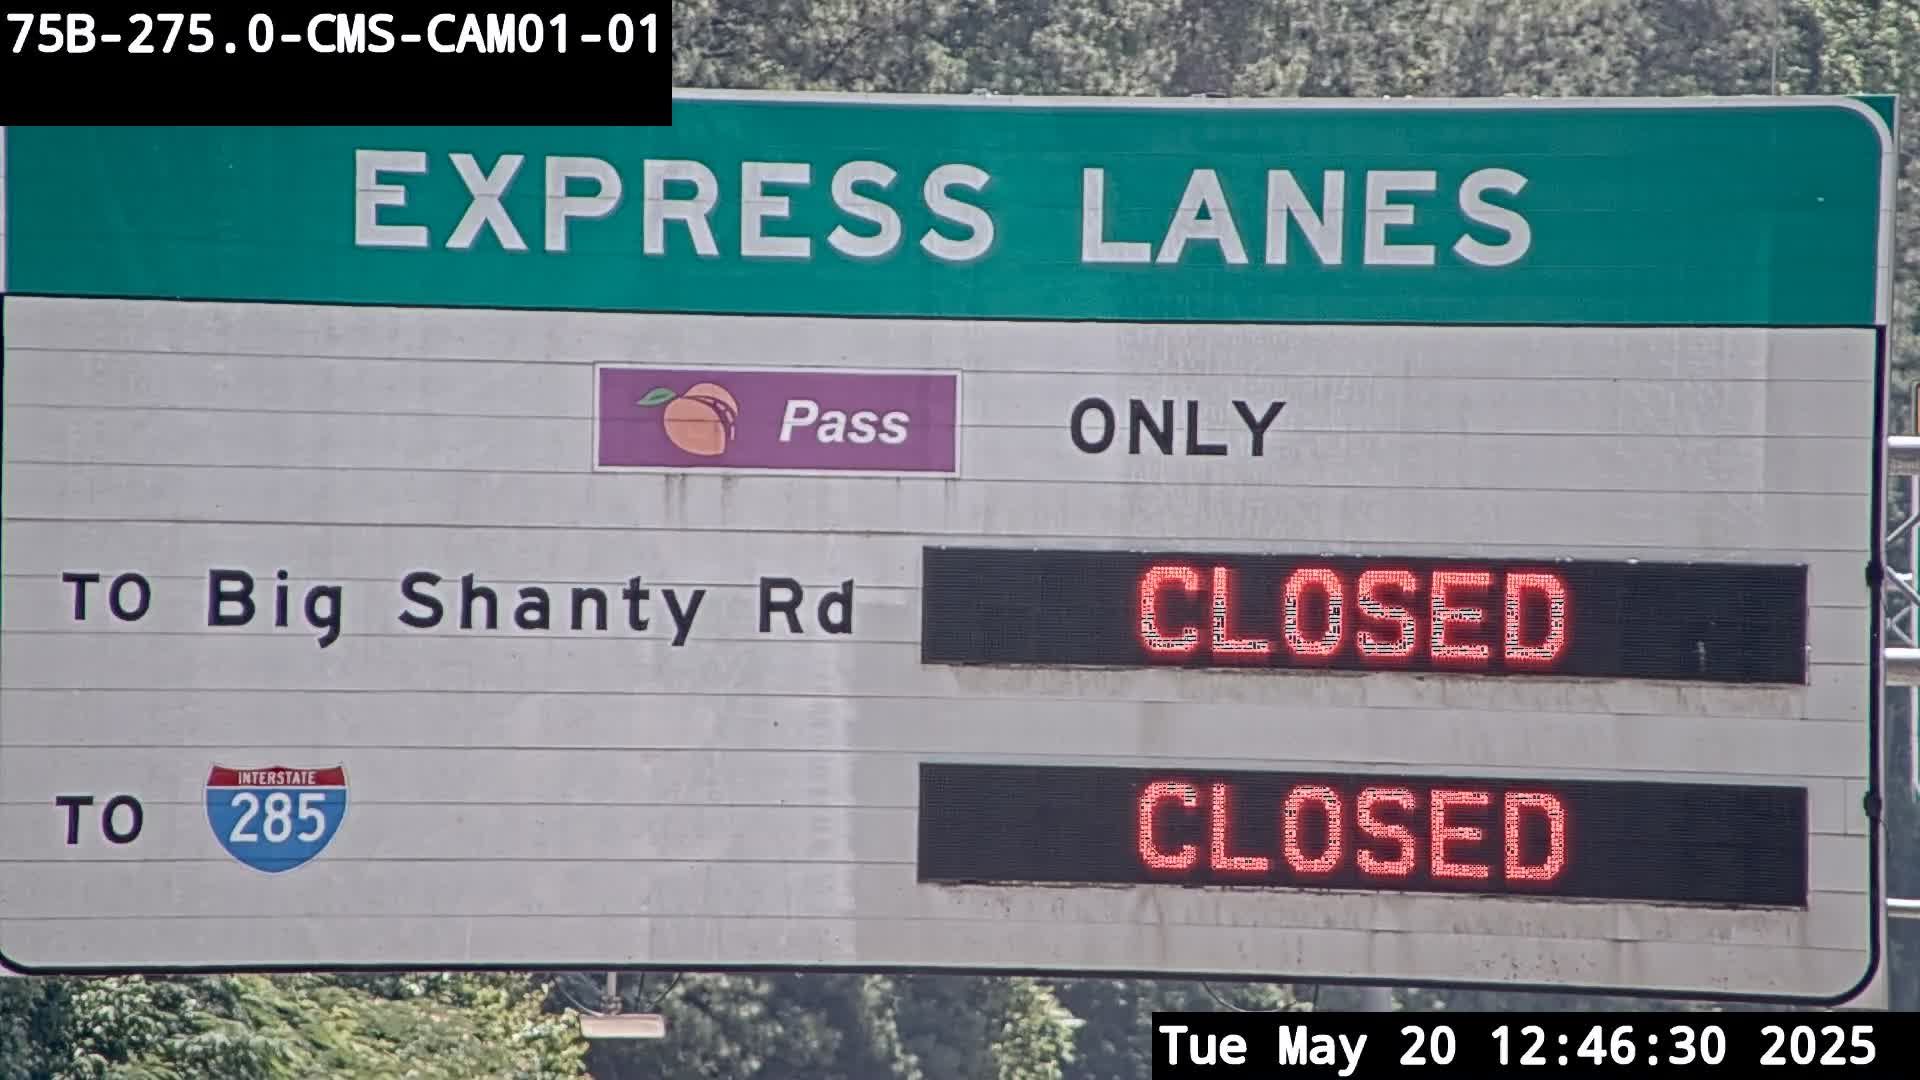 75B-275.0-CMS-CAM01-01
EXPRESS LANES
Pass ONLY
TO Big Shanty Rd CLOSED
TO INTERSTATE 285 CLOSED
Tue May 20 12:46:30 2025